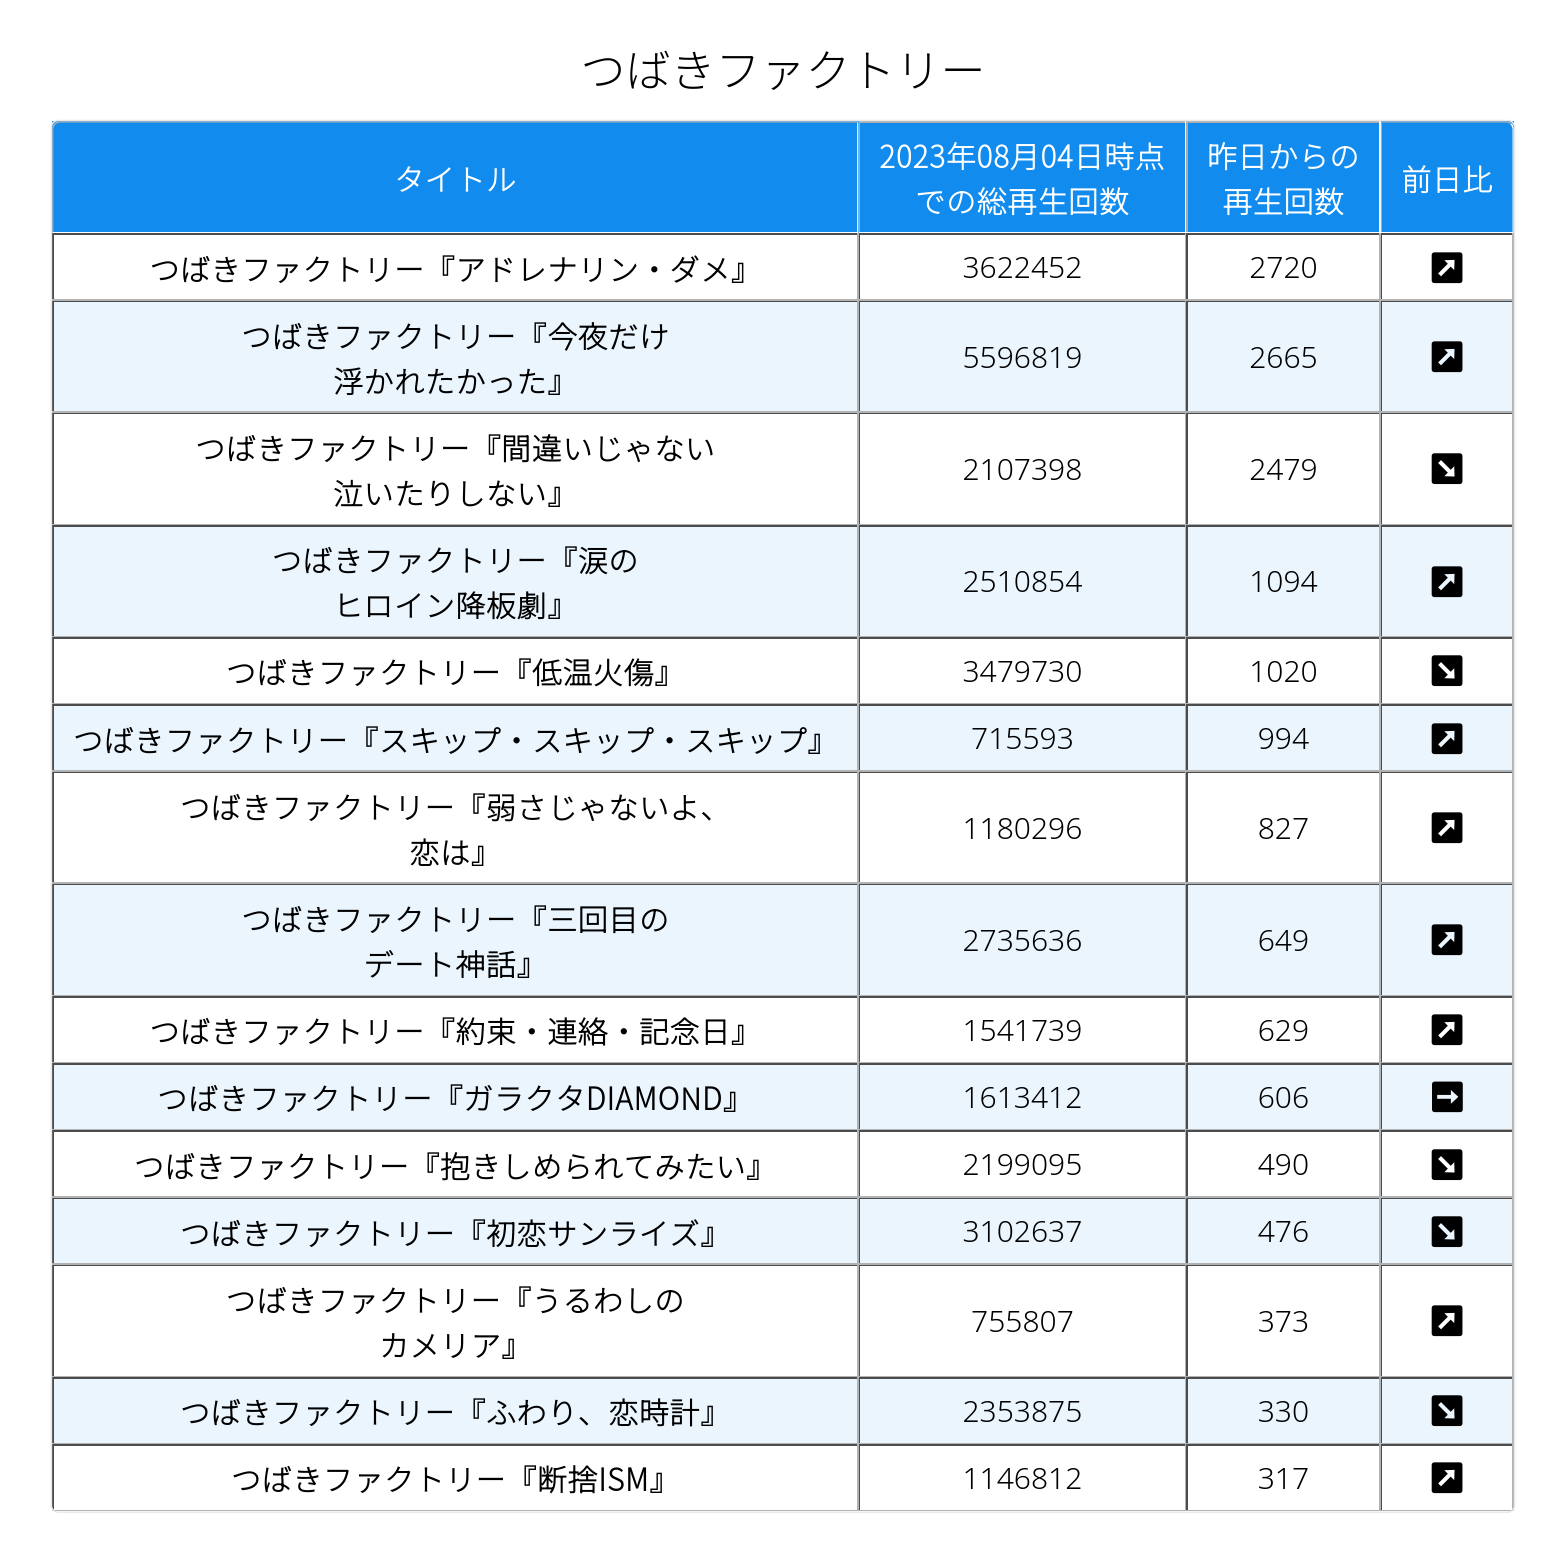 つばきファクトリー
タイトル
2023年08月04日時点
での総再生回数
昨日からの
再生回数
前日比
つばきファクトリー『アドレナリン・ダメ』 3622452 2720 ↗
つばきファクトリー『今夜だけ
浮かれたかった』 5596819 2665 ↗
つばきファクトリー『間違いじゃない
泣いたりしない』 2107398 2479 ↘
つばきファクトリー『涙の
ヒロイン降板劇』 2510854 1094 ↗
つばきファクトリー『低温火傷』 3479730 1020 ↘
つばきファクトリー『スキップ・スキップ・スキップ』 715593 994 ↗
つばきファクトリー『弱さじゃないよ、
恋は』 1180296 827 ↗
つばきファクトリー『三回目の
デート神話』 2735636 649 ↗
つばきファクトリー『約束・連絡・記念日』 1541739 629 ↗
つばきファクトリー『ガラクタDIAMOND』 1613412 606 →
つばきファクトリー『抱きしめられてみたい』 2199095 490 ↘
つばきファクトリー『初恋サンライズ』 3102637 476 ↘
つばきファクトリー『うるわしの
カメリア』 755807 373 ↗
つばきファクトリー『ふわり、恋時計』 2353875 330 ↘
つばきファクトリー『断捨ISM』 1146812 317 ↗